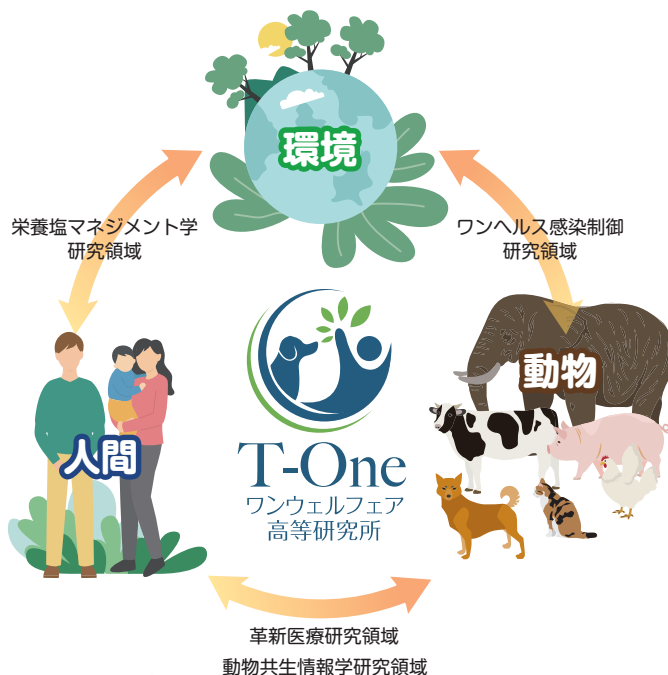 環境
栄養塩マネジメント学
研究領域
ワンヘルス感染制御
研究領域
動物
人間
T-One
ワンウェルフェア
高等研究所
革新医療研究領域
動物共生情報学研究領域